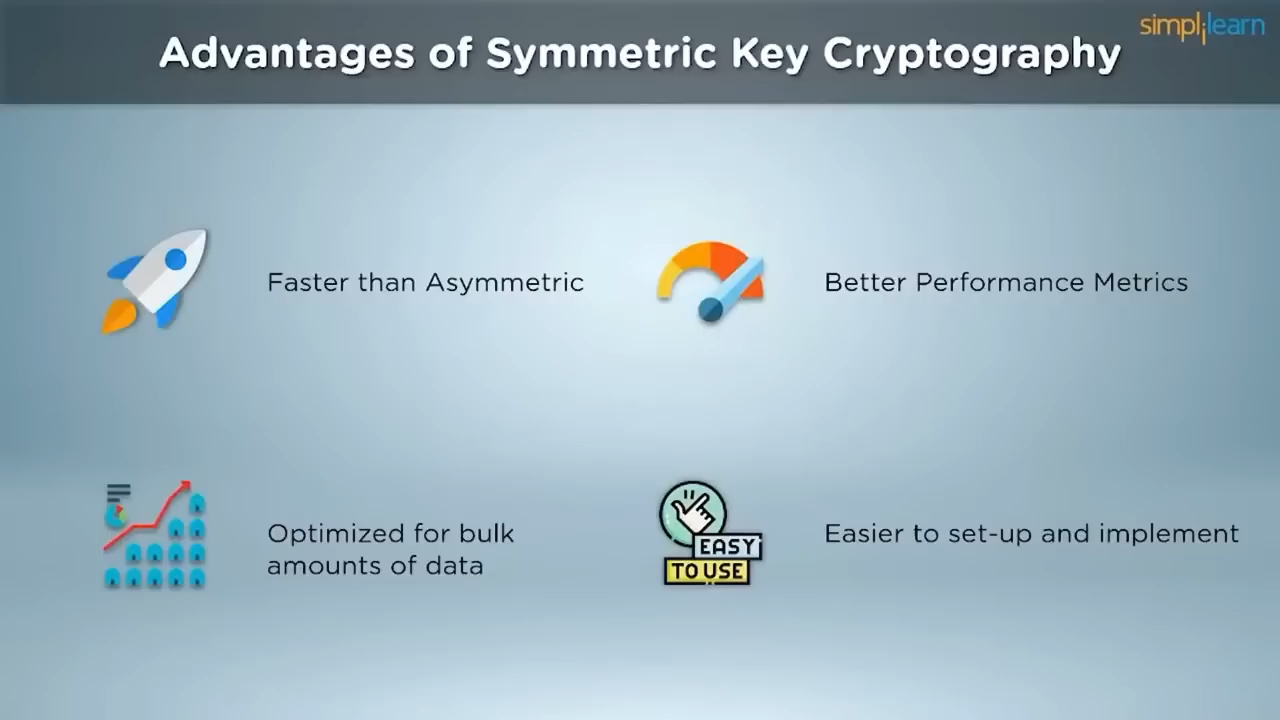 simplilearn
Advantages of Symmetric Key Cryptography
Faster than Asymmetric
Better Performance Metrics
Optimized for bulk
amounts of data
EASY
TO USE
Easier to set-up and implement